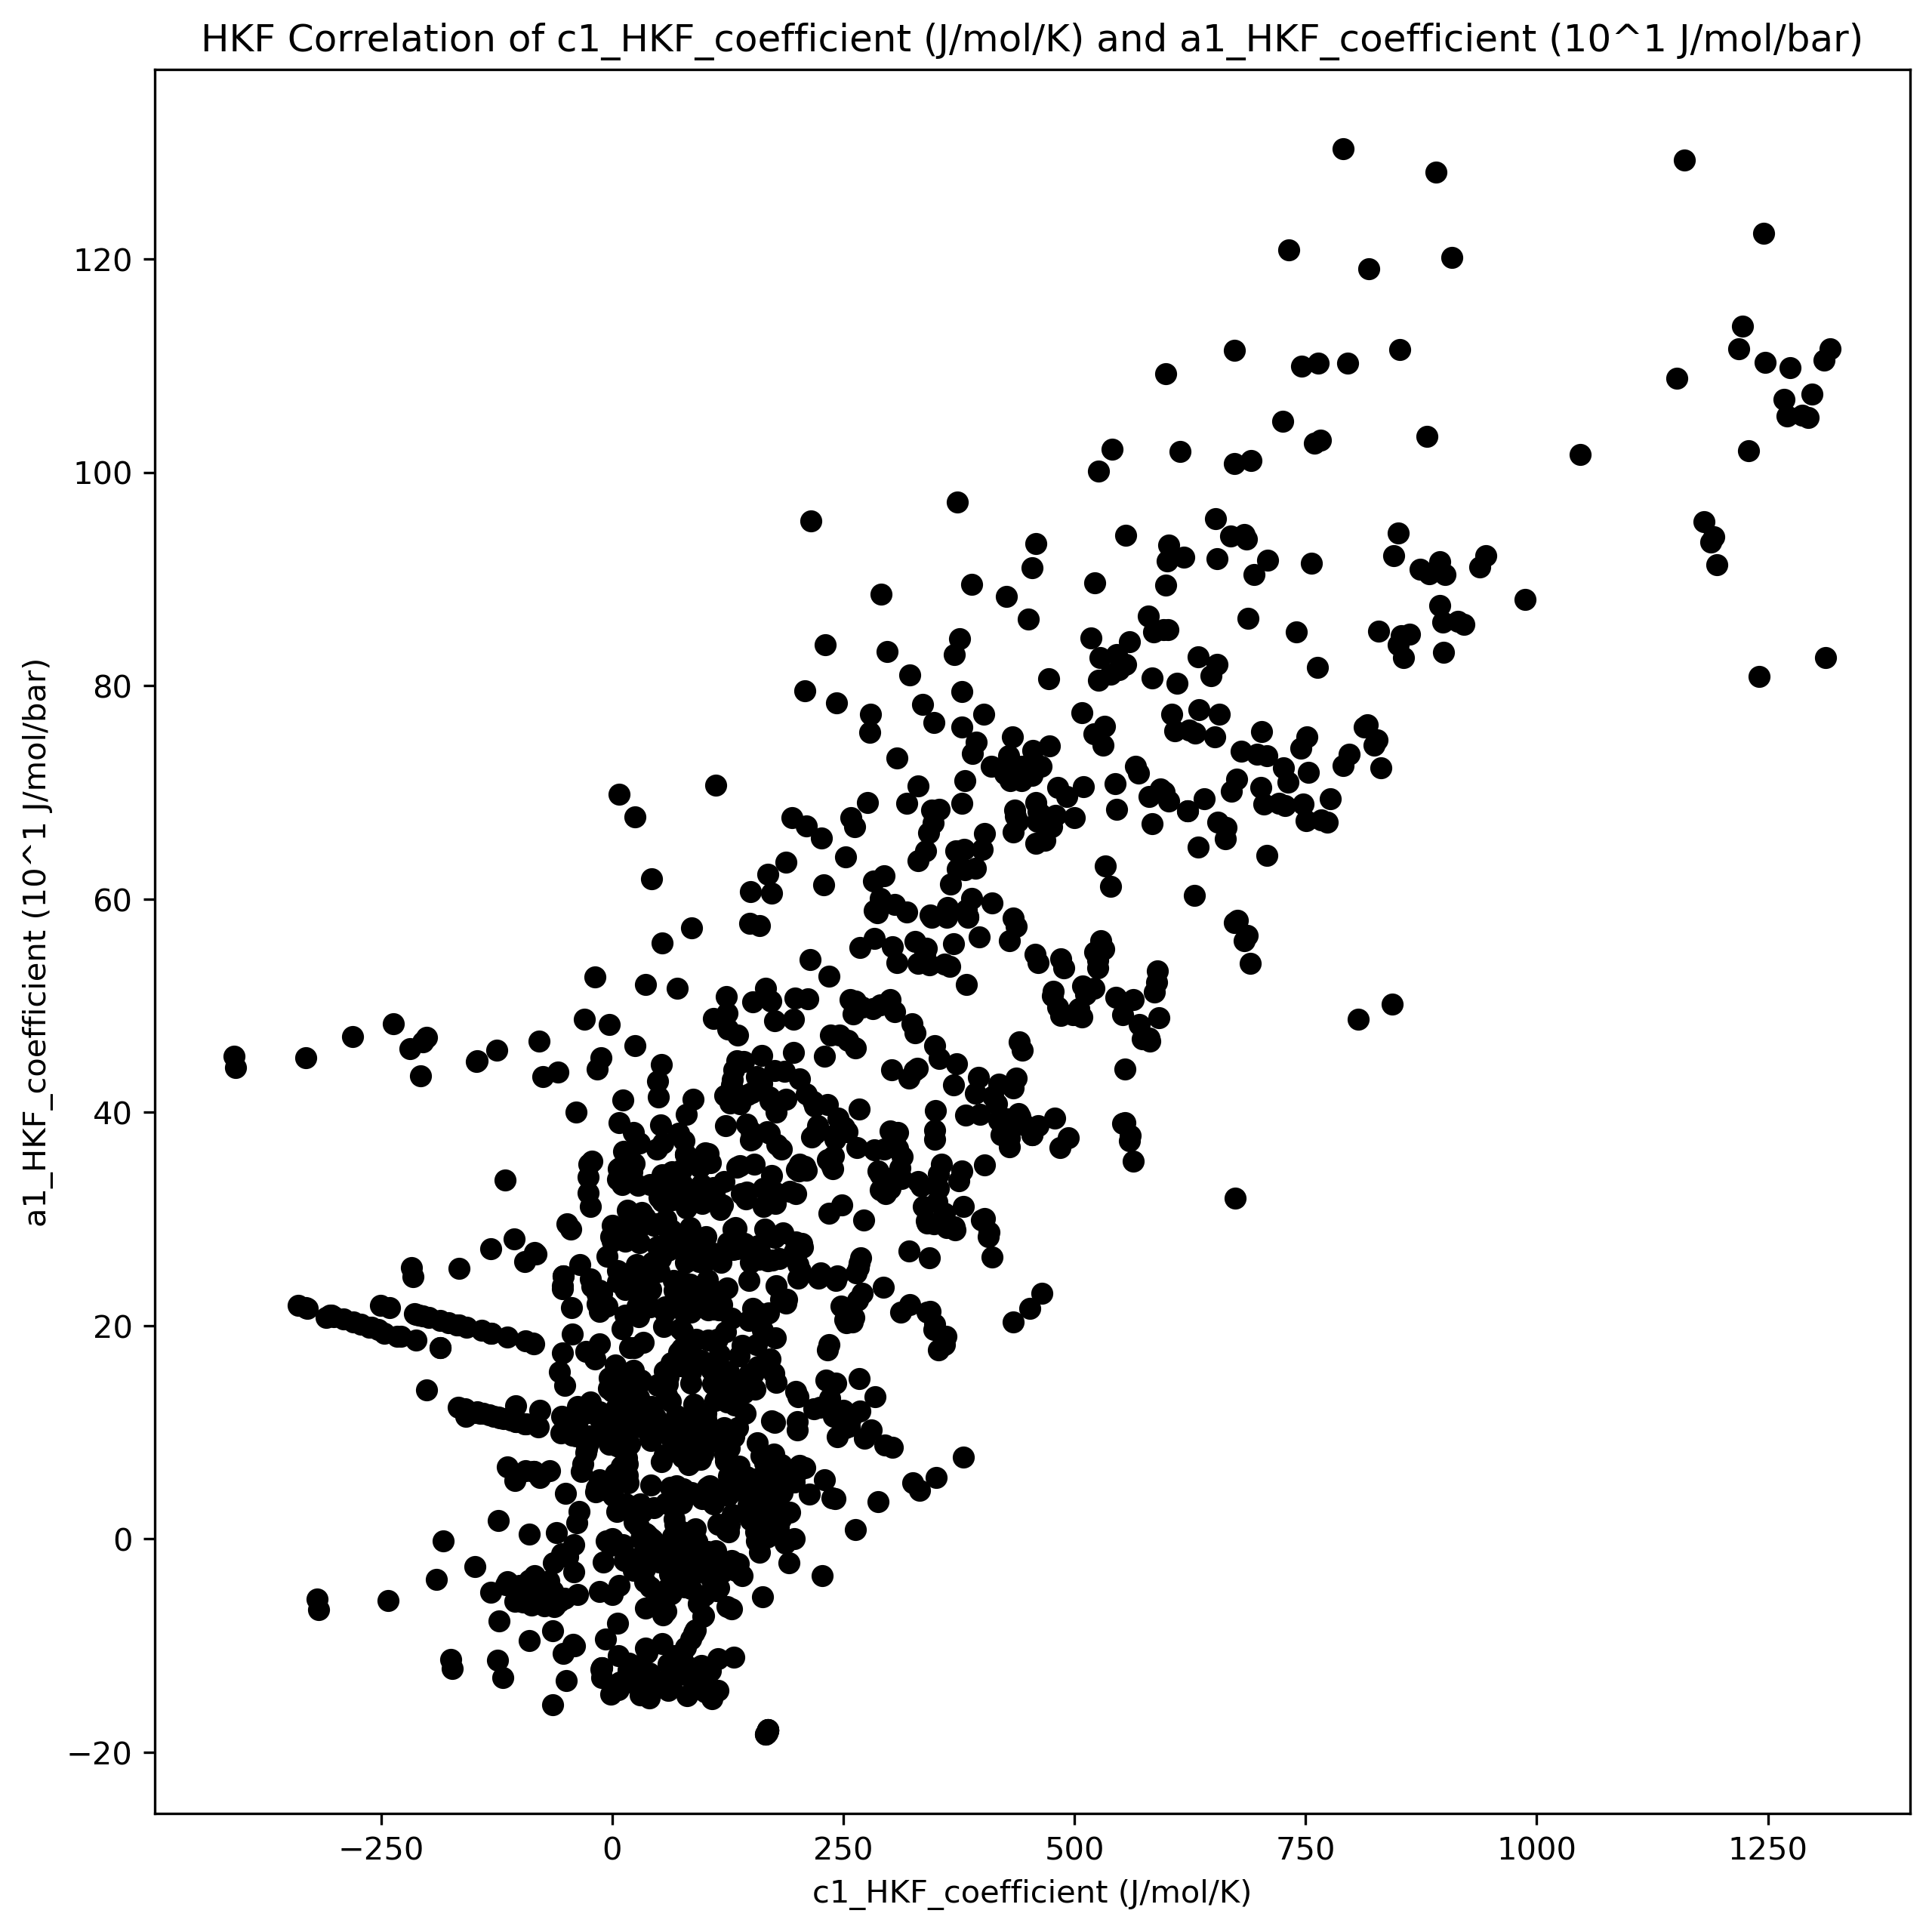 HKF Correlation of c1_HKF_coefficient (J/mol/K) and a1_HKF_coefficient (10^1 J/mol/bar)
a1_HKF_coefficient (10^1 J/mol/bar)
120
100
80
60
40
20
0
−20
−250 0 250 500 750 1000 1250
c1_HKF_coefficient (J/mol/K)